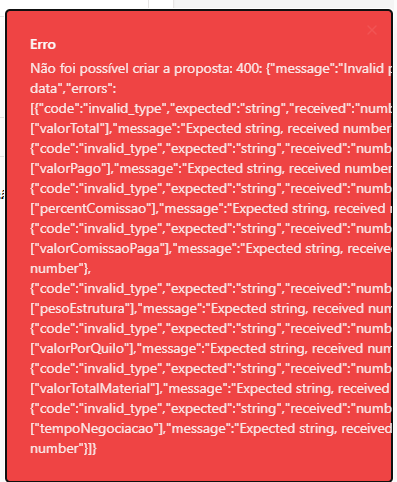 Erro
Não foi possível criar a proposta: 400: {"message":"Invalid p
data","errors":
[{"code":"invalid_type","expected":"string","received":"numb
["valorTotal"],"message":"Expected string, received number
{"code":"invalid_type","expected":"string","received":"numb
["valorPago"],"message":"Expected string, received number
{"code":"invalid_type","expected":"string","received":"numb
["percentComissao"],"message":"Expected string, received n
{"code":"invalid_type","expected":"string","received":"numb
["valorComissaoPaga"],"message":"Expected string, received
number"},
{"code":"invalid_type","expected":"string","received":"numb
["pesoEstrutura"],"message":"Expected string, received num
{"code":"invalid_type","expected":"string","received":"numb
["valorPorQuilo"],"message":"Expected string, received num
{"code":"invalid_type","expected":"string","received":"numb
["valorTotalMaterial"],"message":"Expected string, received
{"code":"invalid_type","expected":"string","received":"numb
["tempoNegociacao"],"message":"Expected string, received
number"}]}